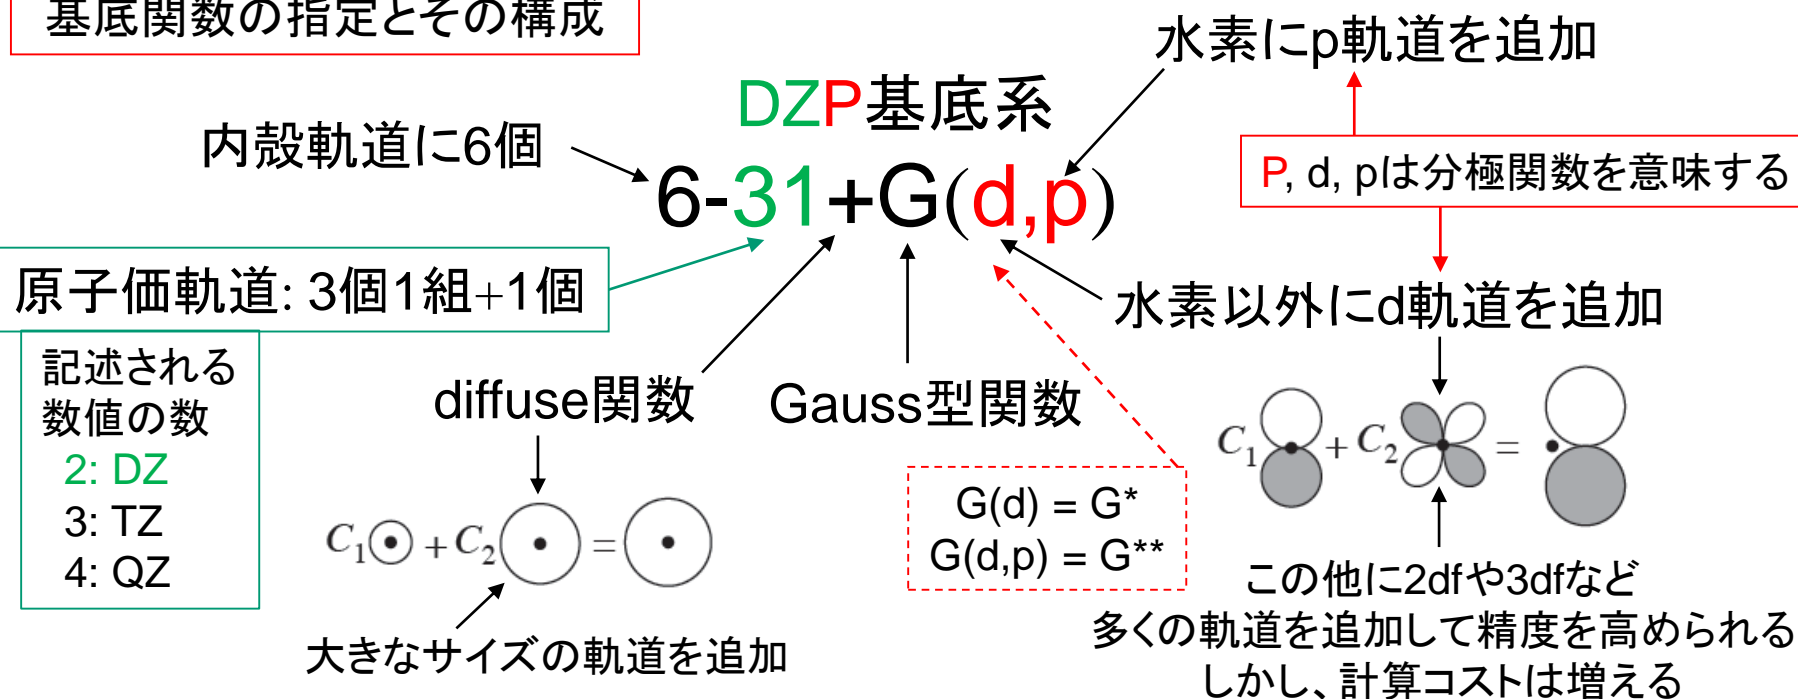 基底関数の指定とその構成
水素にp軌道を追加
DZP基底系
内殻軌道に6個
P, d, pは分極関数を意味する
6-31+G(d,p)
原子価軌道: 3個1組+1個
水素以外にd軌道を追加
記述される
数値の数
2: DZ
3: TZ
4: QZ
diffuse関数
Gauss型関数
C1 + C2 =
G(d) = G*
G(d,p) = G**
C1 + C2 =
大きなサイズの軌道を追加
この他に2dfや3dfなど
多くの軌道を追加して精度を高められる
しかし、計算コストは増える